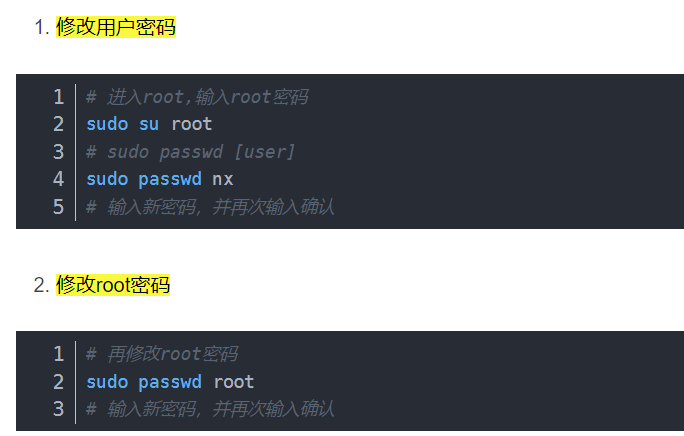 1. 修改用户密码
1 # 进入root,输入root密码
2 sudo su root
3 # sudo passwd [user]
4 sudo passwd nx
5 # 输入新密码，并再次输入确认
2. 修改root密码
1 # 再修改root密码
2 sudo passwd root
3 # 输入新密码，并再次输入确认